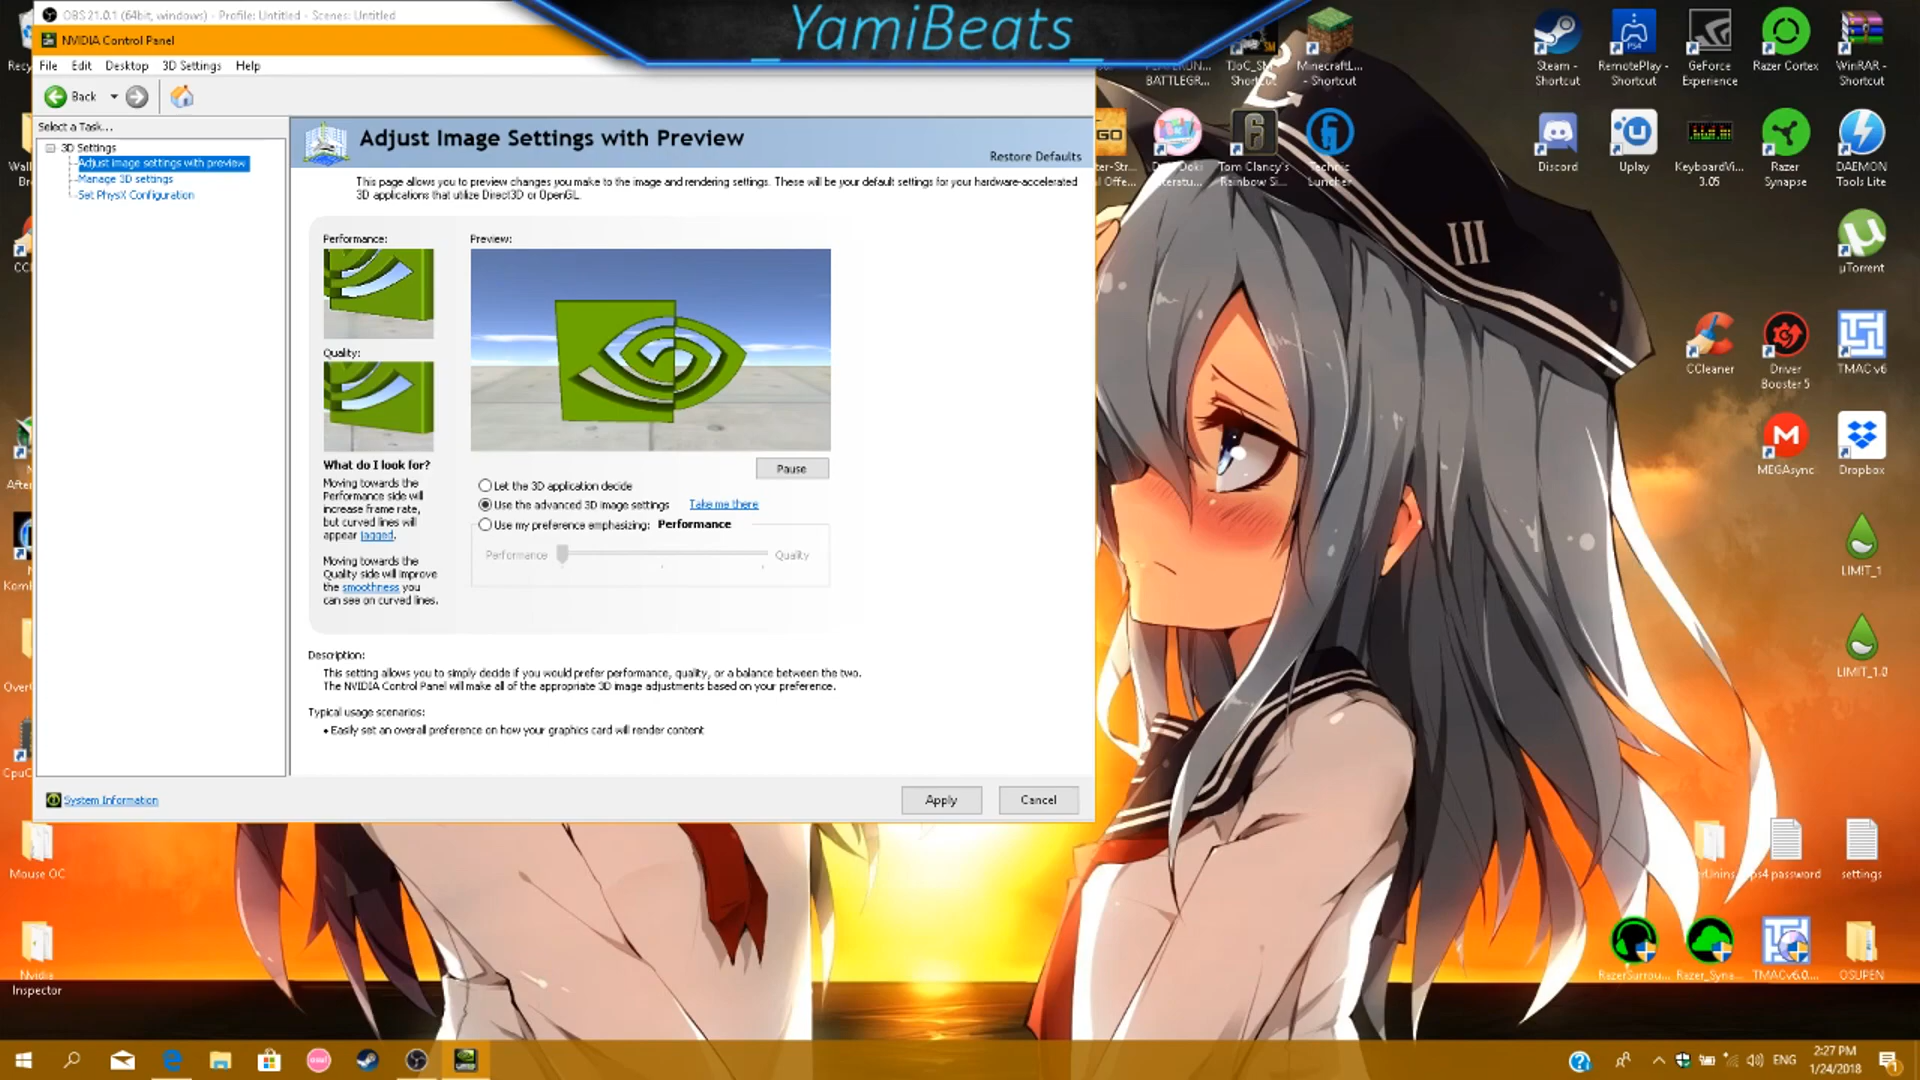 OBS 21.0.1 (64bit, windows) - Profile: Untitled - Scenes: Untitled
YamiBeats
NVIDIA Control Panel
File Edit Desktop 3D Settings Help
Back
Select a Task...
3D Settings
Adjust image settings with preview
Manage 3D settings
Set PhysX Configuration
Adjust Image Settings with Preview
Restore Defaults
This page allows you to preview changes you make to the image and rendering settings. These will be your default settings for your hardware-accelerated
3D applications that utilize Direct3D or OpenGL.
Performance:
Preview:
Quality:
What do I look for?
Moving towards the
Performance side will
increase frame rate,
but curved lines will
appear jagged.
Moving towards the
Quality side will improve
the smoothness you
can see on curved lines.
Pause
Let the 3D application decide
Use the advanced 3D image settings Take me there
Use my preference emphasizing: Performance
Performance Quality
Description:
This setting allows you to simply decide if you would prefer performance, quality, or a balance between the two.
The NVIDIA Control Panel will make all of the appropriate 3D image adjustments based on your preference.
Typical usage scenarios:
• Easily set an overall preference on how your graphics card will render content
System Information
Apply
Cancel
BATTLEGR...
MinecraftL...
- Shortcut
Steam -
Shortcut
RemotePlay -
Shortcut
GeForce
Experience
Razer Cortex
WinRAR -
Shortcut
Tom Clancy's
Rainbow Si...
Discord
Uplay
KeyboardVi...
3.05
Razer
Synapse
DAEMON
Tools Lite
µTorrent
III
CCleaner
Driver
Booster 5
TMAC v6
MEGAsync
Dropbox
LIMIT_1
LIMIT_1.0
ps4 password
settings
RazerSurrou...
Razer_Syna...
TMACv6.0....
OSUPEN
Mouse OC
Nvidia
Inspector
ENG
2:27 PM
1/24/2018